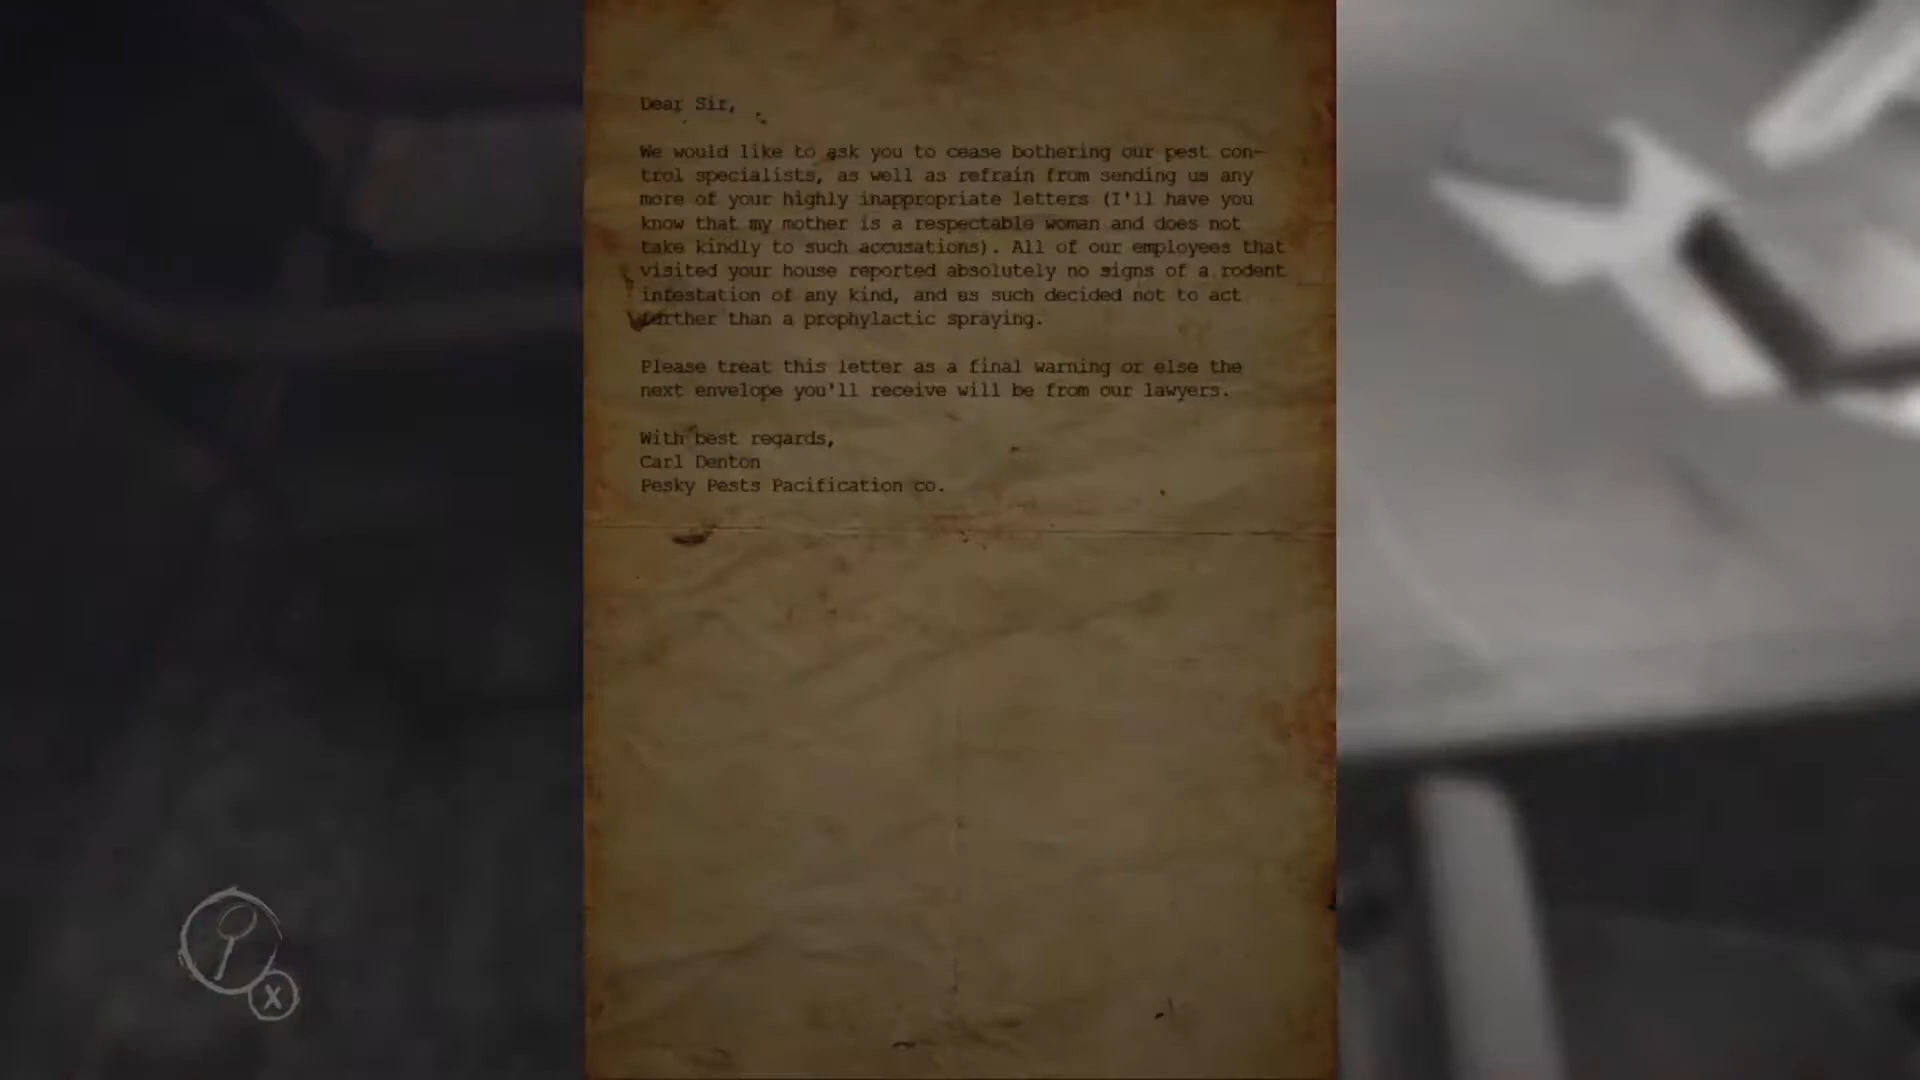 Dear Sir,
We would like to ask you to cease bothering our pest con-
trol specialists, as well as refrain from sending us any
more of your highly inappropriate letters (I'll have you
know that my mother is a respectable woman and does not
take kindly to such accusations). All of our employees that
visited your house reported absolutely no signs of a rodent
infestation of any kind, and as such decided not to act
further than a prophylactic spraying.
Please treat this letter as a final warning or else the
next envelope you'll receive will be from our lawyers.
With best regards,
Carl Denton
Pesky Pests Pacification co.
X